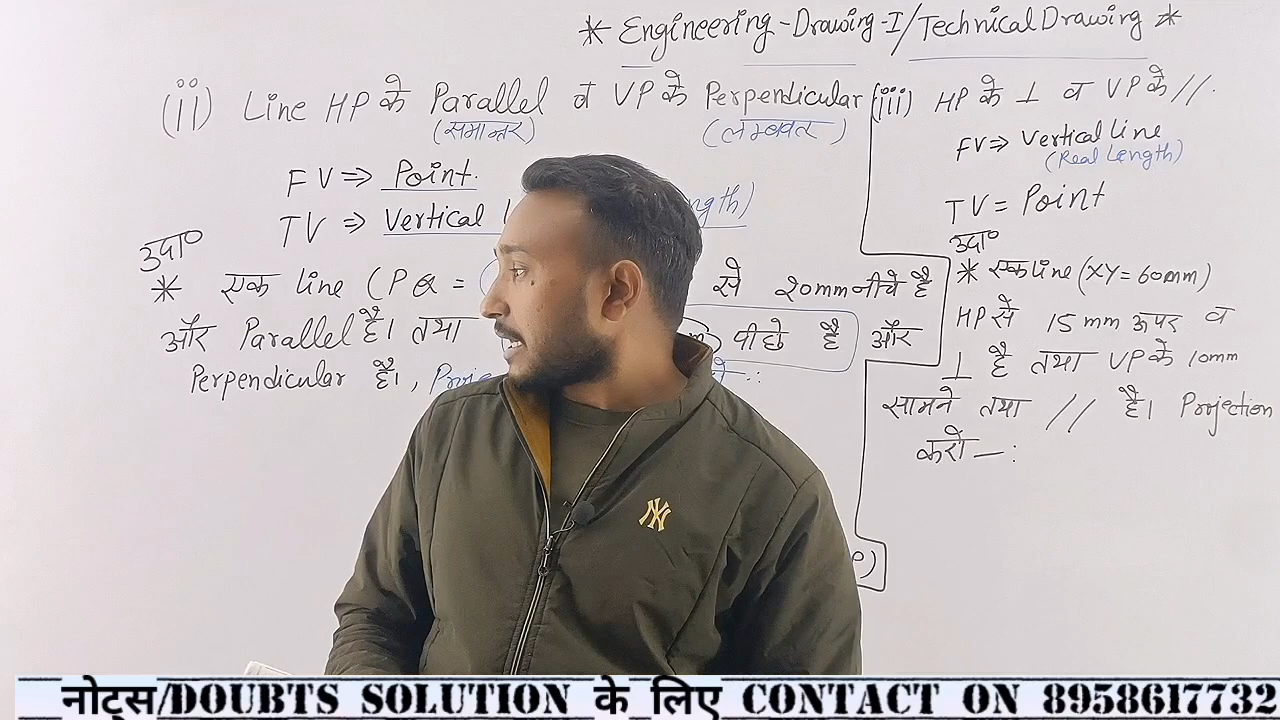 * Engineering-Drawing-I/Technical Drawing *
(ii) Line HP के Parallel व VP के Perpendicular
(समान्तर) (लम्बवत)
FV ⇒ Point.
TV ⇒ Vertical
उदा०
* एक line (PQ = से 20mm नीचे है
और Parallel है। तथा पीछे है और
Perpendicular है।,
(iii) HP के ⊥ व VP के //.
FV ⇒ Vertical Line
(Real Length)
TV = Point
उदा०
* एक line (XY = 60mm)
HP से 15 mm ऊपर व
⊥ है तथा VP के 10mm
सामने तथा // है। Projection
करो —:
NY
नोट्स/DOUBTS SOLUTION के लिए CONTACT ON 8958617732